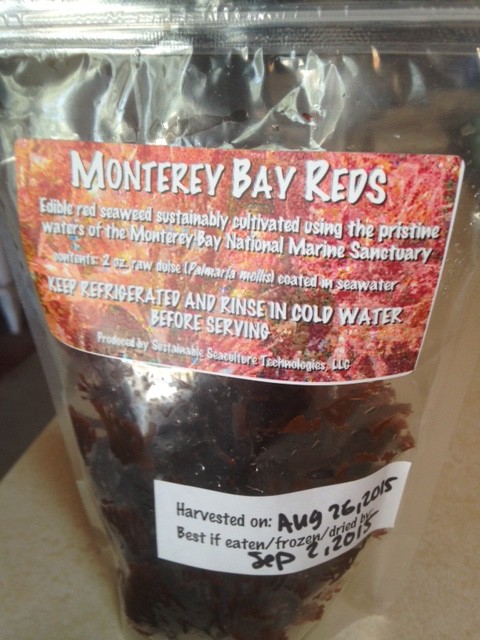 MONTEREY BAY REDS
Edible red seaweed sustainably cultivated using the pristine
waters of the Monterey Bay National Marine Sanctuary
contents: 2 oz. raw dulse (Palmaria mollis) coated in seawater
KEEP REFRIGERATED AND RINSE IN COLD WATER
BEFORE SERVING
Produced by Sustainable Seaculture Technologies, LLC
Harvested on: Aug 26, 2015
Best if eaten/frozen/dried by:
Sep 2, 2015